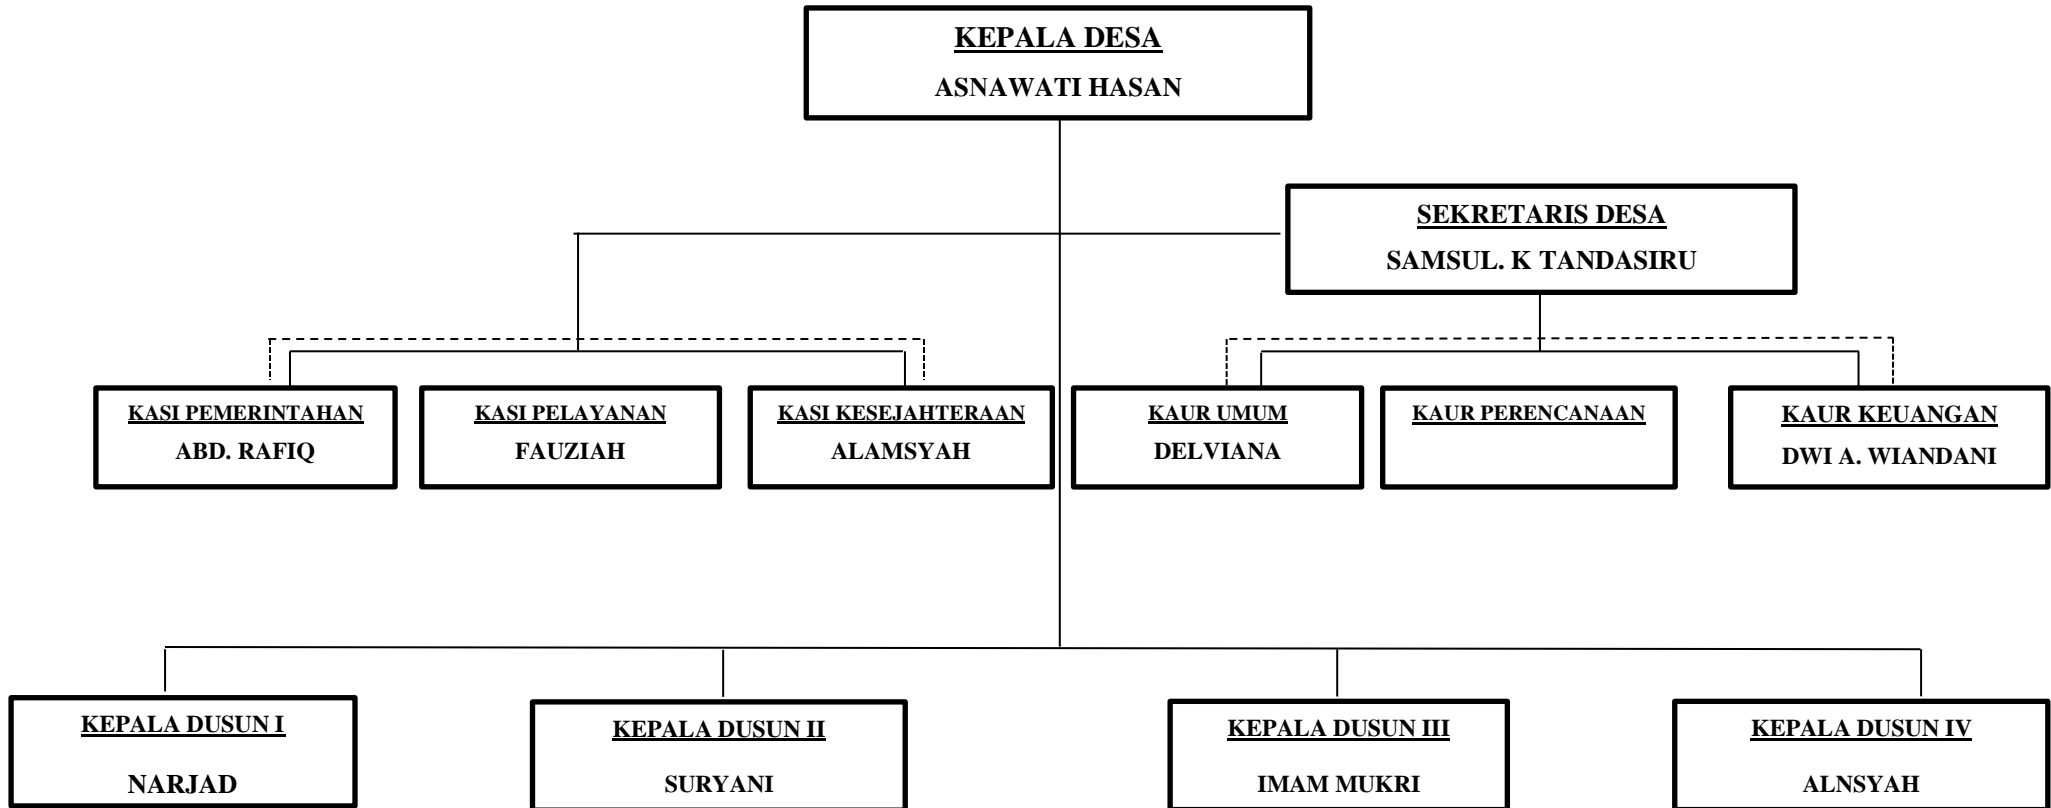 KEPALA DESA
ASNAWATI HASAN
SEKRETARIS DESA
SAMSUL. K TANDASIRU
KASI PEMERINTAHAN
ABD. RAFIQ
KASI PELAYANAN
FAUZIAH
KASI KESEJAHTERAAN
ALAMSYAH
KAUR UMUM
DELVIANA
KAUR PERENCANAAN
KAUR KEUANGAN
DWI A. WIANDANI
KEPALA DUSUN I
NARJAD
KEPALA DUSUN II
SURYANI
KEPALA DUSUN III
IMAM MUKRI
KEPALA DUSUN IV
ALNSYAH